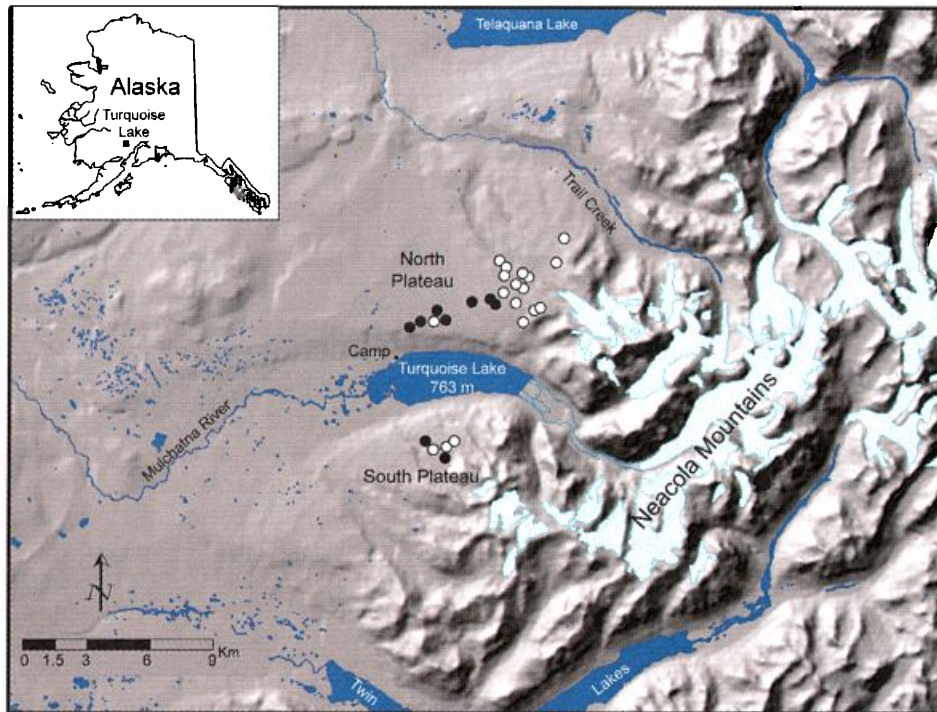 Telaquana Lake
Alaska
Turquoise
Lake
Trail Creek
North
Plateau
Camp
Turquoise Lake
763 m
Mulchatna River
South Plateau
Neacola Mountains
N
0 1.5 3 6 9 Km
Twin
Lakes